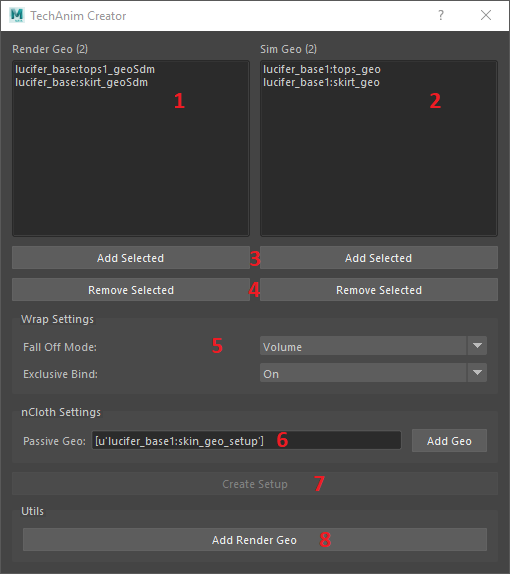 TechAnim Creator
Render Geo (2) Sim Geo (2)
lucifer_base:tops1_geoSdm lucifer_base1:tops_geo
lucifer_base:skirt_geoSdm lucifer_base1:skirt_geo
1 2
Add Selected 3 Add Selected
Remove Selected 4 Remove Selected
Wrap Settings
Fall Off Mode: 5 Volume
Exclusive Bind: On
nCloth Settings
Passive Geo: [u'lucifer_base1:skin_geo_setup'] 6 Add Geo
Create Setup 7
Utils
Add Render Geo 8